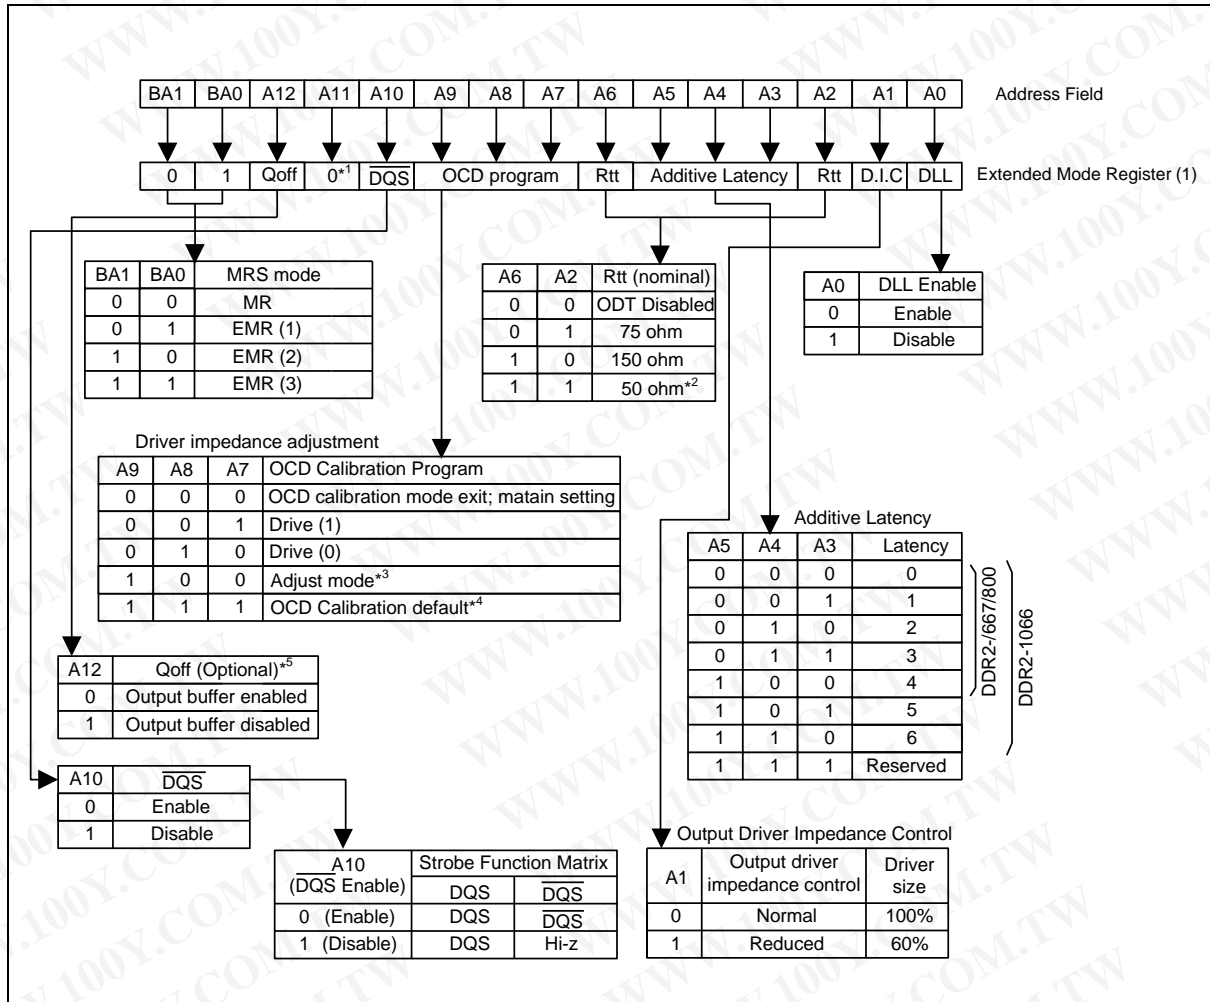 BA1 BA0 A12 A11 A10 A9 A8 A7 A6 A5 A4 A3 A2 A1 A0 Address Field
0 1 Qoff 0*1 DQS OCD program Rtt Additive Latency Rtt D.I.C DLL Extended Mode Register (1)
BA1 BA0 MRS mode
0 0 MR
0 1 EMR (1)
1 0 EMR (2)
1 1 EMR (3)
A6 A2 Rtt (nominal)
0 0 ODT Disabled
0 1 75 ohm
1 0 150 ohm
1 1 50 ohm*2
A0 DLL Enable
0 Enable
1 Disable
Driver impedance adjustment
A9 A8 A7 OCD Calibration Program
0 0 0 OCD calibration mode exit; matain setting
0 0 1 Drive (1)
0 1 0 Drive (0)
1 0 0 Adjust mode*3
1 1 1 OCD Calibration default*4
Additive Latency
A5 A4 A3 Latency
0 0 0 0
0 0 1 1
0 1 0 2
0 1 1 3
1 0 0 4
1 0 1 5
1 1 0 6
1 1 1 Reserved
DDR2-/667/800
DDR2-1066
A12 Qoff (Optional)*5
0 Output buffer enabled
1 Output buffer disabled
A10 DQS
0 Enable
1 Disable
A10 (DQS Enable) Strobe Function Matrix
DQS DQS
0 (Enable) DQS DQS
1 (Disable) DQS Hi-z
Output Driver Impedance Control
A1 Output driver impedance control Driver size
0 Normal 100%
1 Reduced 60%
WWW.100Y.COM.TW